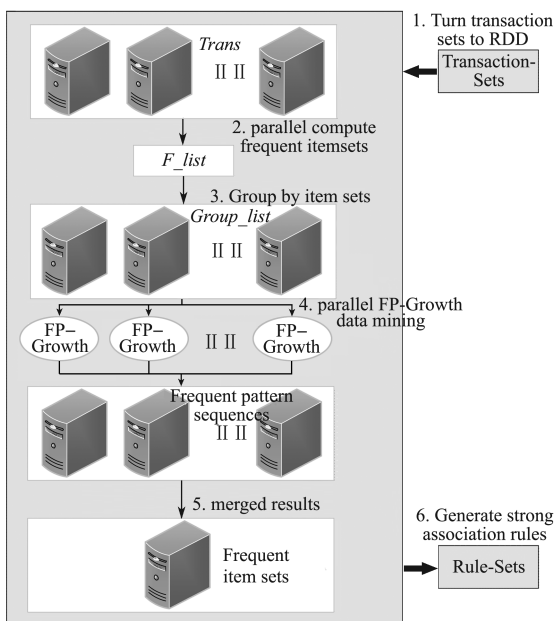 1. Turn transaction
sets to RDD
Trans
II II
Transaction-
Sets
2. parallel compute
frequent itemsets
F_list
3. Group by item sets
Group_list
II II
4. parallel FP-Growth
data mining
FP-
Growth
FP-
Growth
II II
FP-
Growth
Frequent pattern
sequences
II II
5. merged results
6. Generate strong
association rules
Frequent
item sets
Rule-Sets